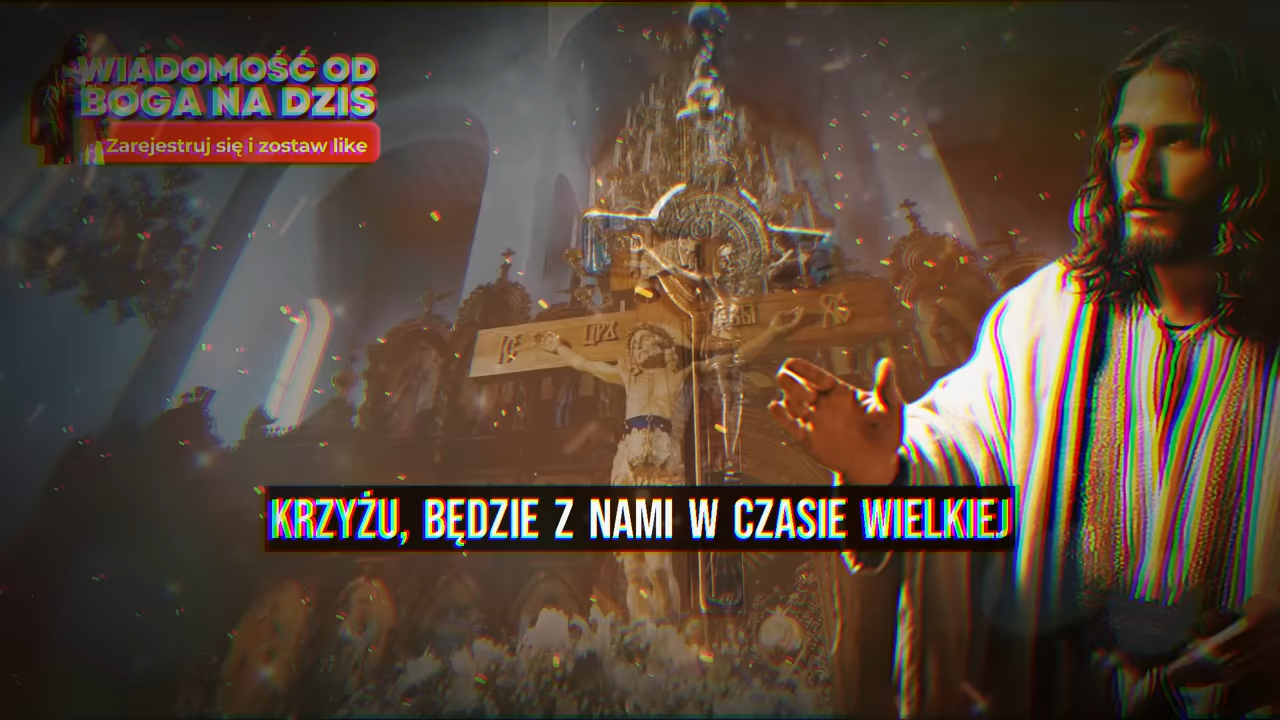 WIADOMOŚĆ OD
BOGA NA DZIS
Zarejestruj się i zostaw like
KRZYŻU, BĘDZIE Z NAMI W CZASIE WIELKIEJ